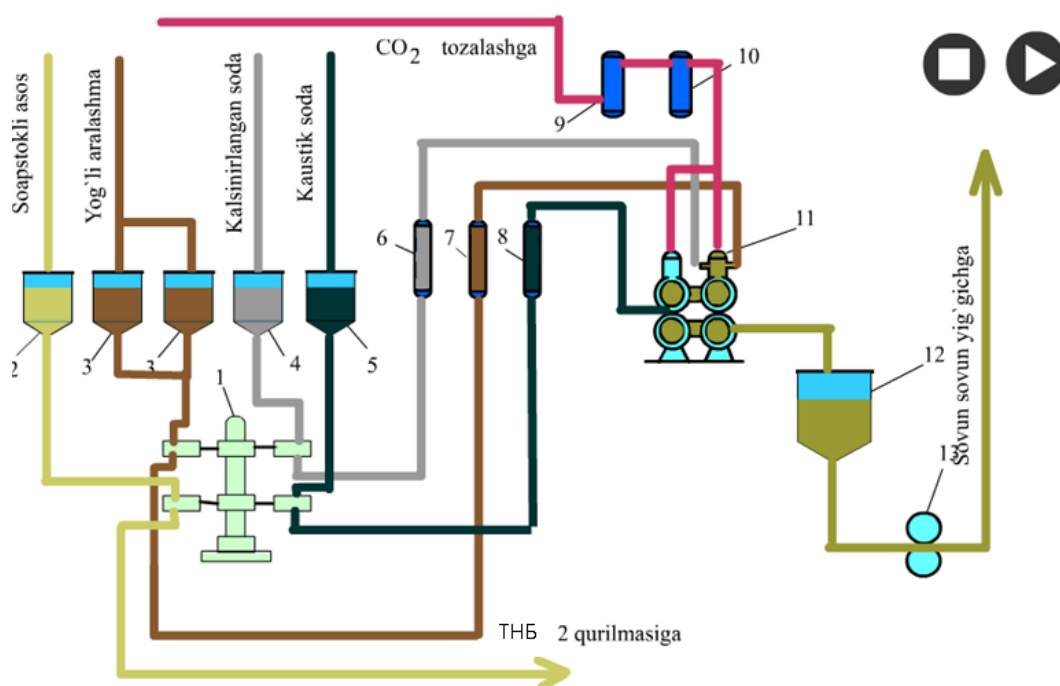 CO2 tozalashga
10
9
Soapstokli asos
Yog`li aralashma
Kalsinirlangan soda
Kaustik soda
6
7
8
11
2
3
3
4
5
1
12
13
Sovun sovun yig`gichga
ТНБ 2 qurilmasiga